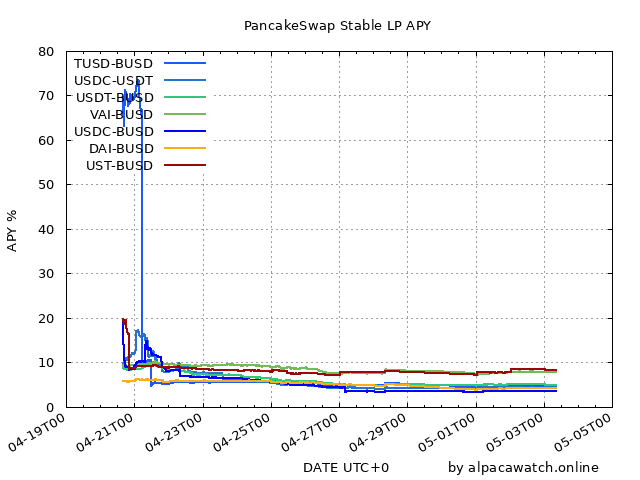 PancakeSwap Stable LP APY
80
70
60
50
40
30
20
10
0
APY %
TUSD-BUSD
USDC-USDT
USDT-BUSD
VAI-BUSD
USDC-BUSD
DAI-BUSD
UST-BUSD
04-19T00
04-21T00
04-23T00
04-25T00
04-27T00
04-29T00
05-01T00
05-03T00
05-05T00
DATE UTC+0
by alpacawatch.online